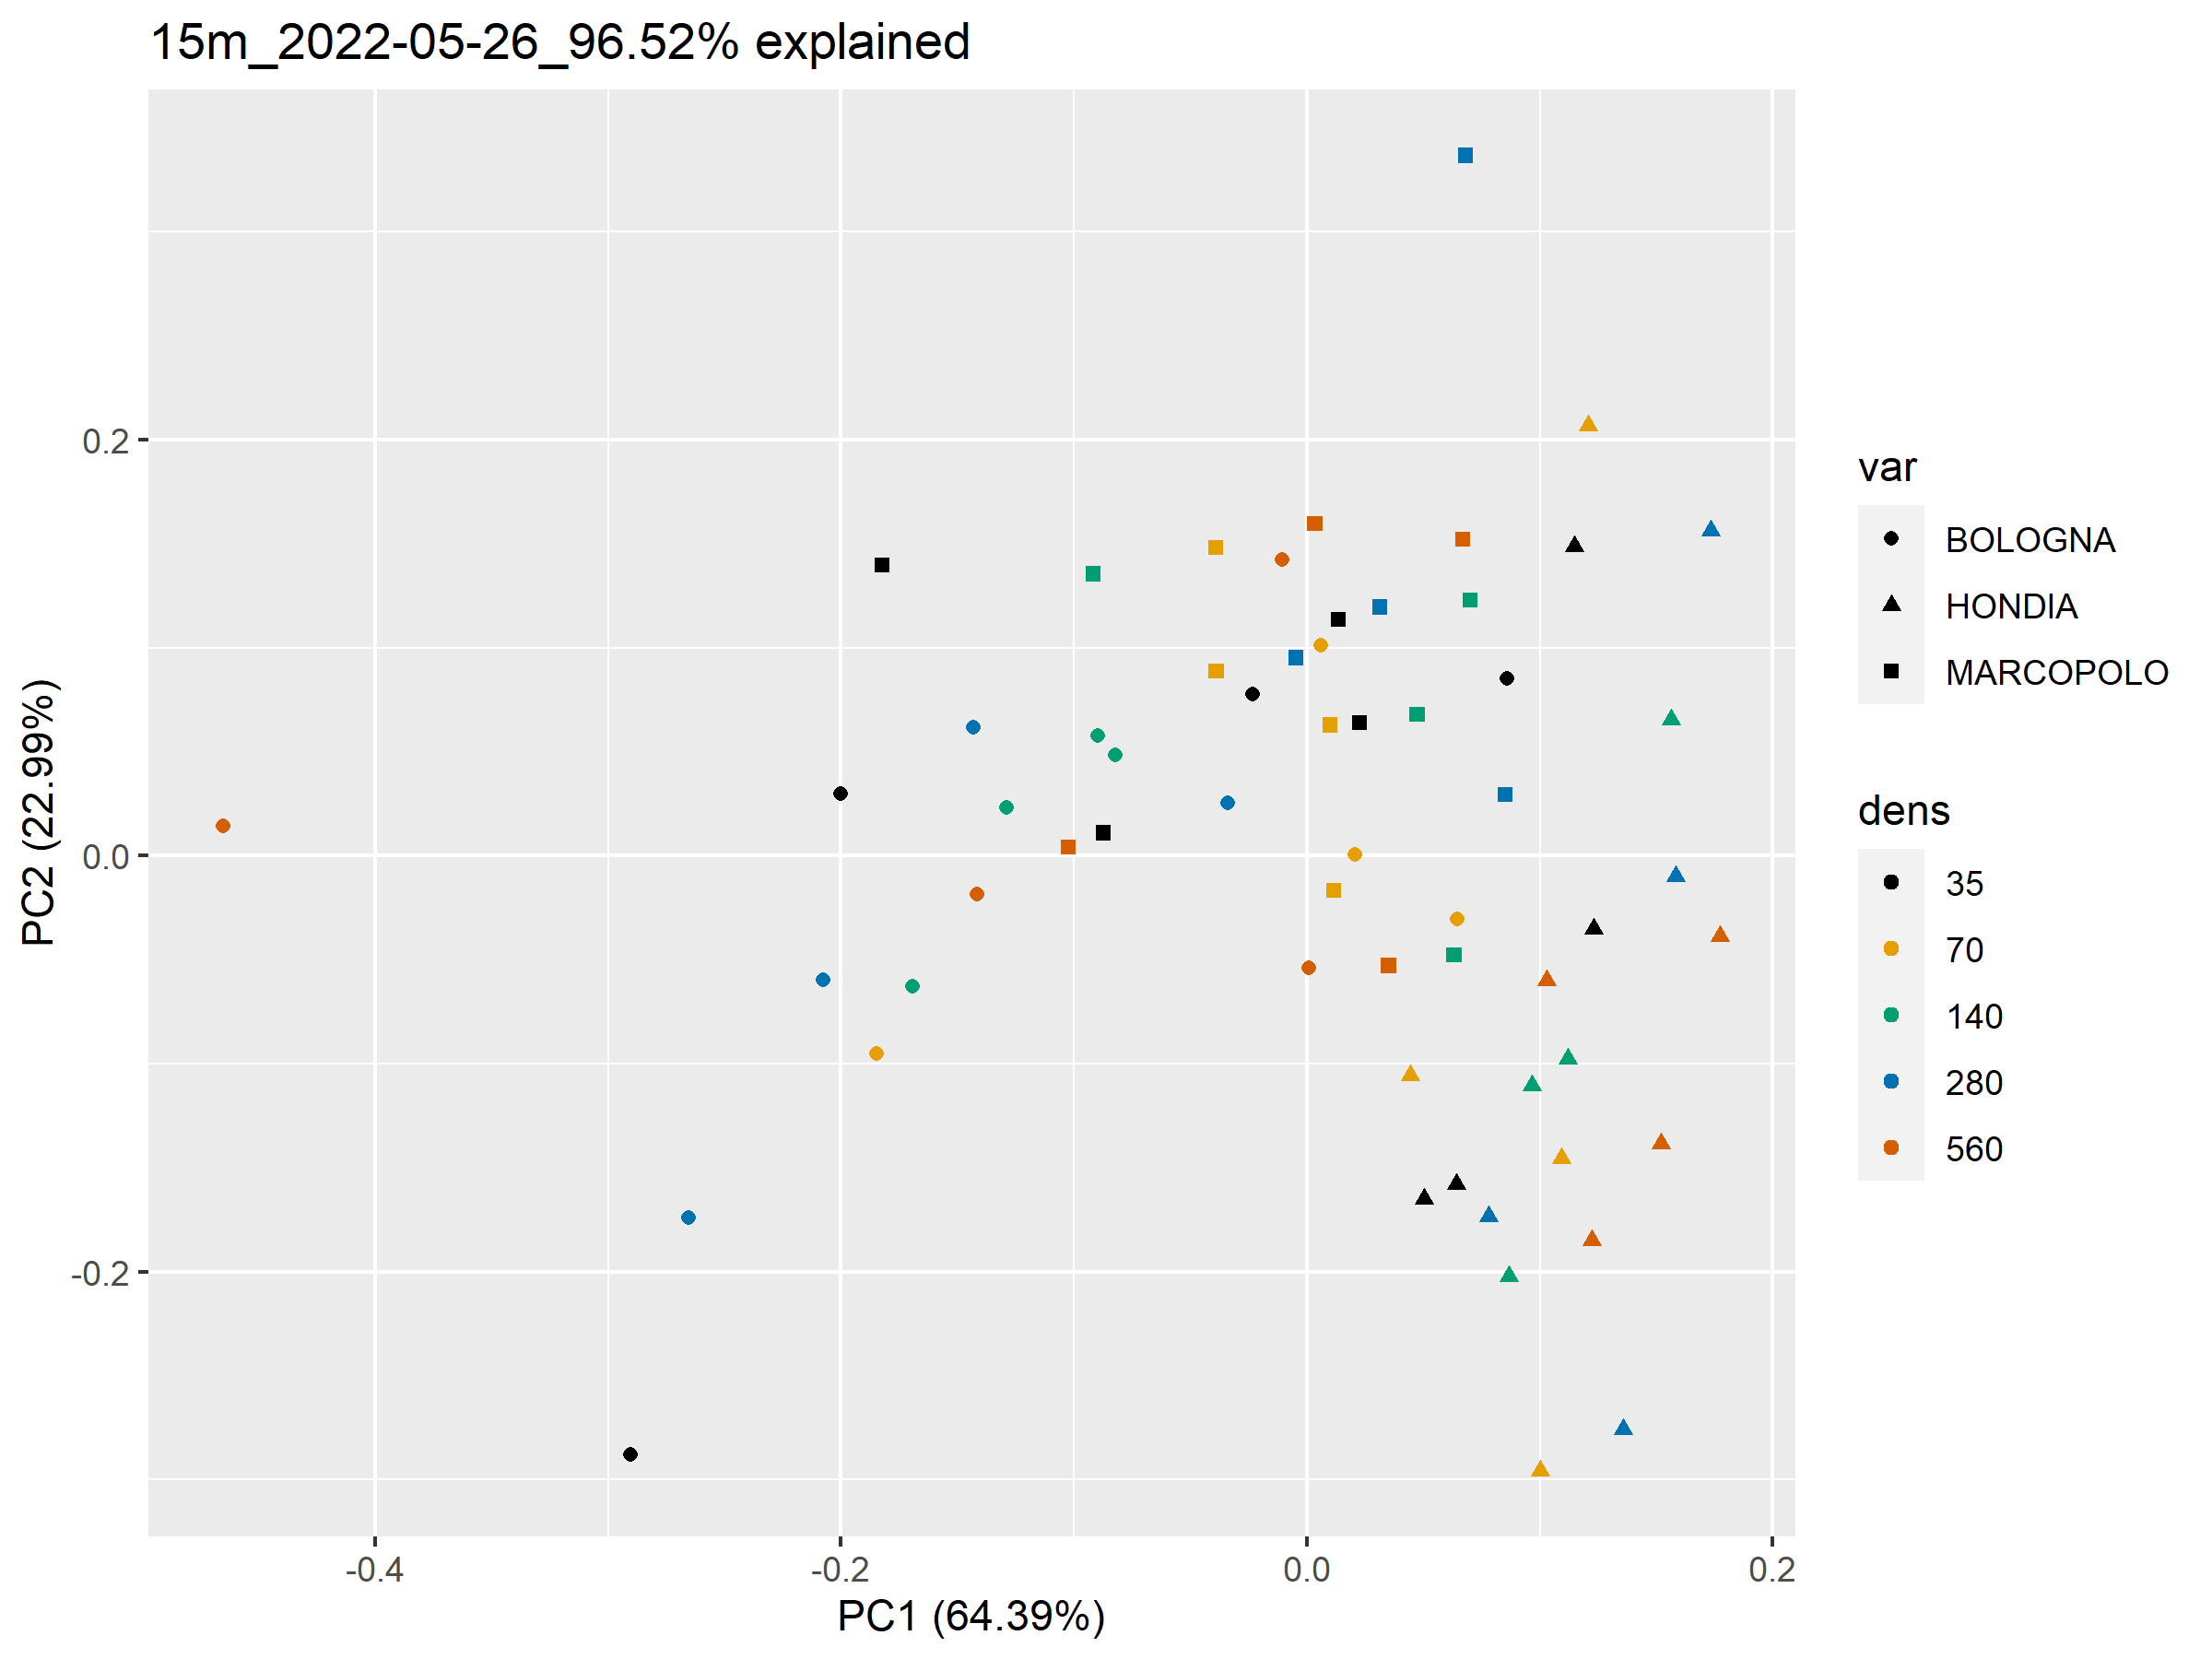 15m_2022-05-26_96.52% explained
0.2
0.0
-0.2
PC2 (22.99%)
-0.4
-0.2
0.0
0.2
PC1 (64.39%)
var
BOLOGNA
HONDIA
MARCOPOLO
dens
35
70
140
280
560